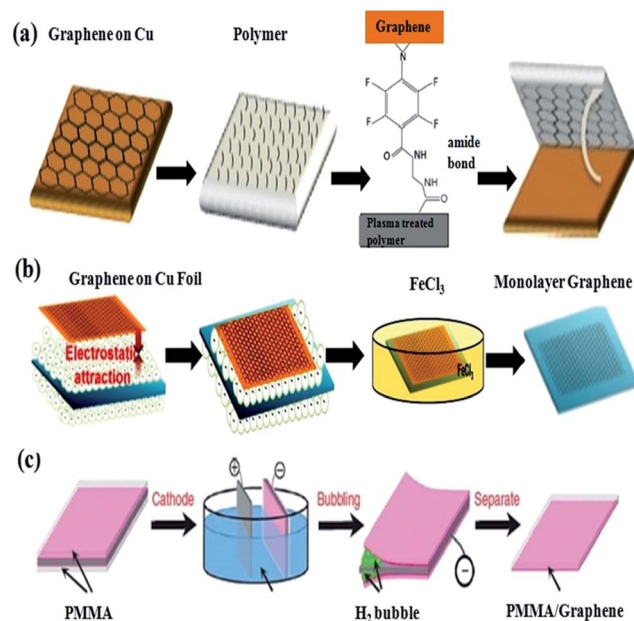 (a)
Graphene on Cu
Polymer
Graphene
N
F
F
F
F
O
NH
NH
O
amide
bond
Plasma treated
polymer
(b)
Graphene on Cu Foil
FeCl3
Monolayer Graphene
Electrostati
attraction
FeCl3
(c)
Cathode
+
−
Bubbling
Separate
−
PMMA
H2 bubble
PMMA/Graphene